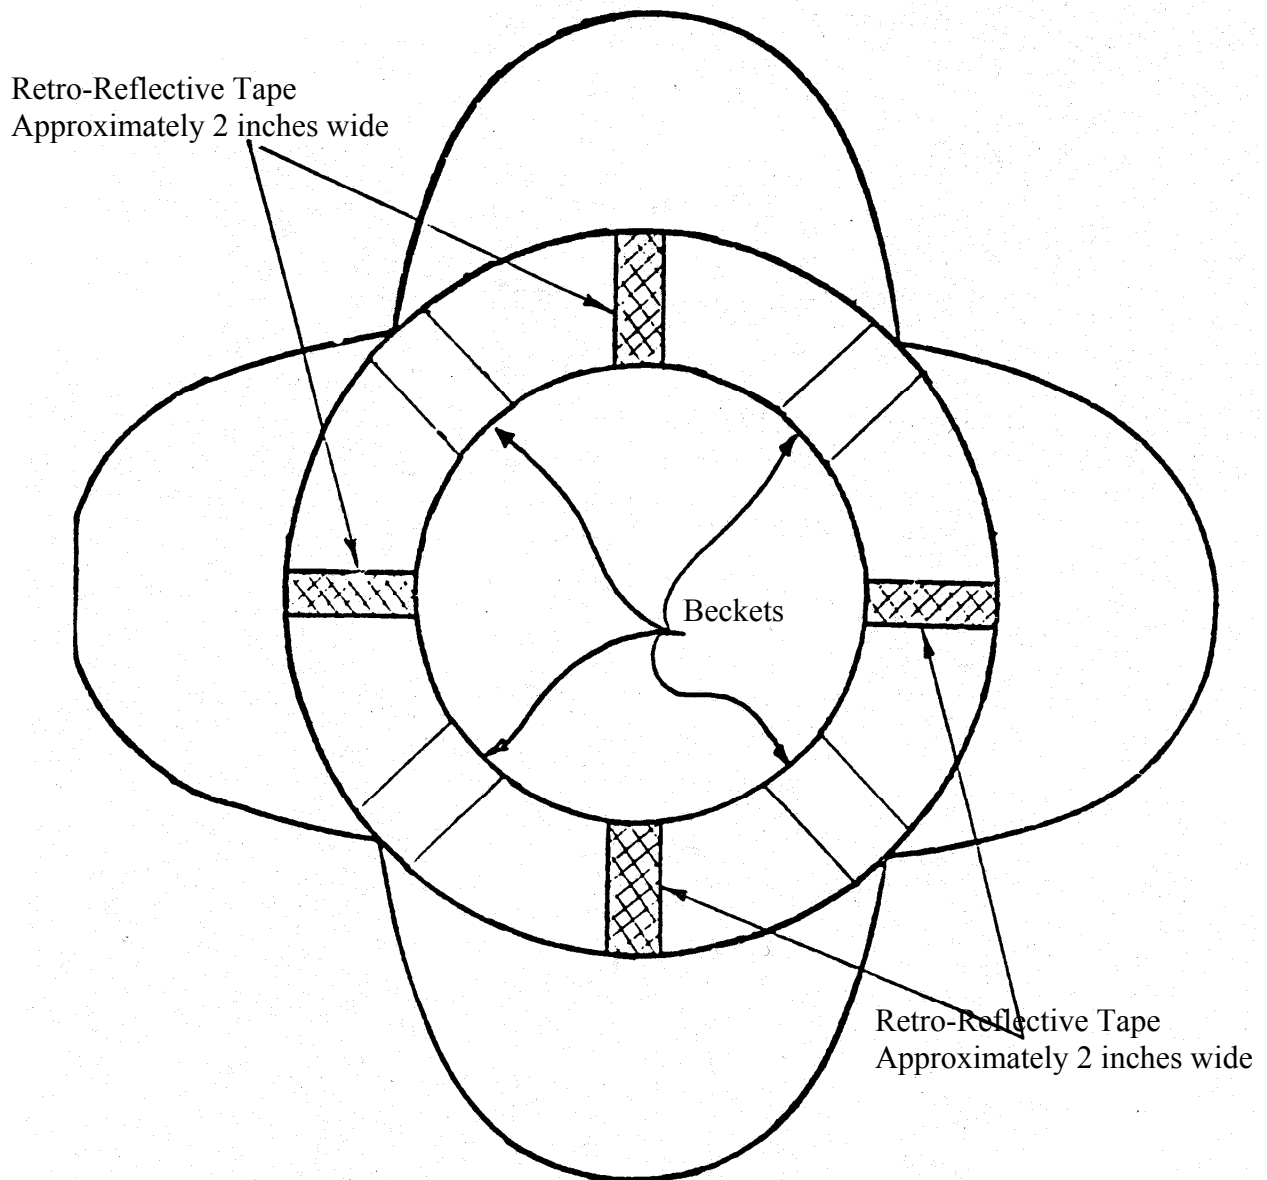 Retro-Reflective Tape
Approximately 2 inches wide
Beckets
Retro-Reflective Tape
Approximately 2 inches wide